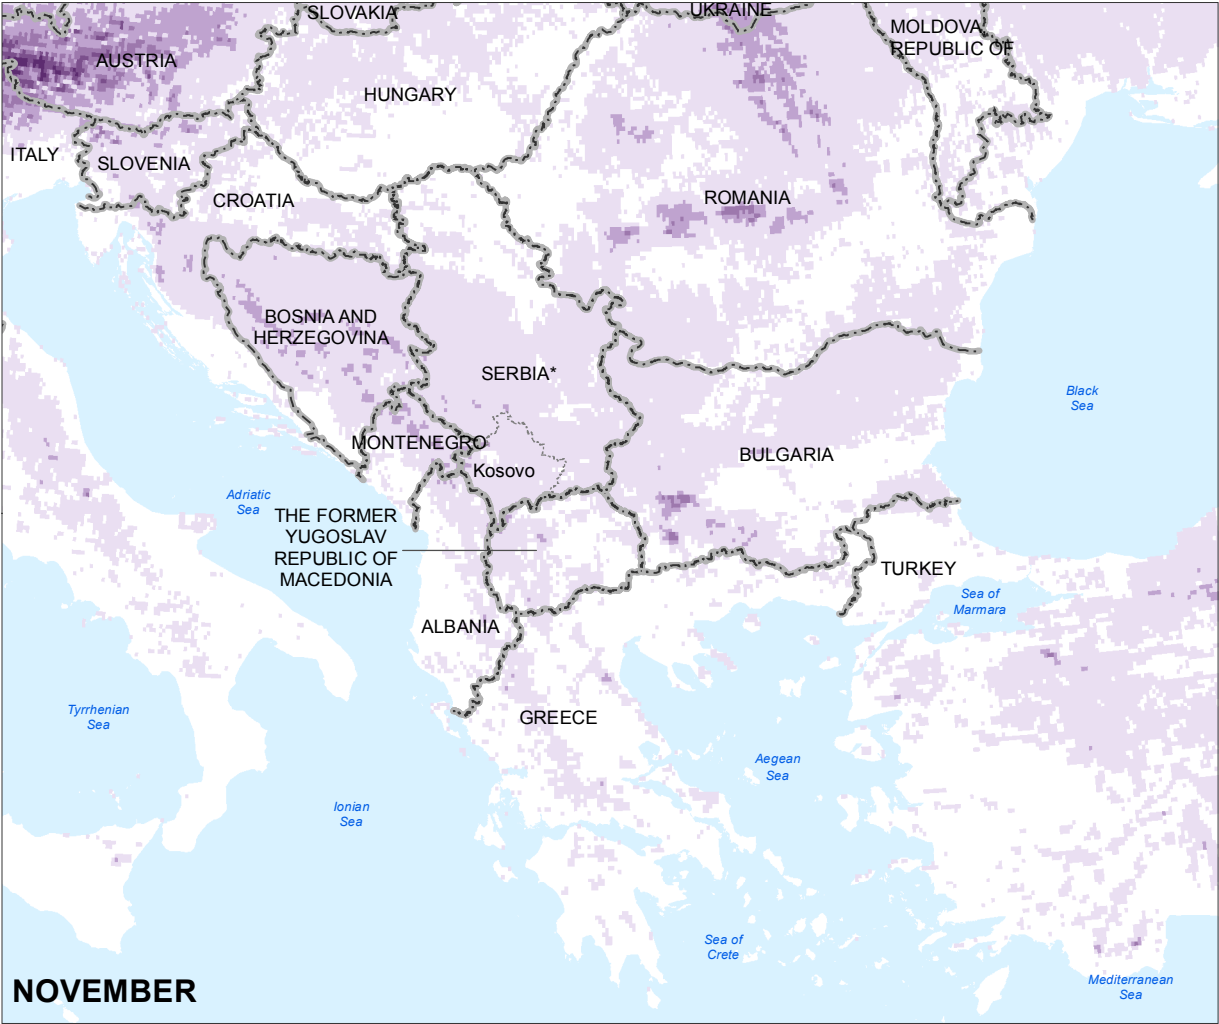 SLOVAKIA
UKRAINE
MOLDOVA,
REPUBLIC OF
AUSTRIA
HUNGARY
ITALY
SLOVENIA
CROATIA
ROMANIA
BOSNIA AND
HERZEGOVINA
SERBIA*
Black
Sea
MONTENEGRO
Kosovo
BULGARIA
Adriatic
Sea
THE FORMER
YUGOSLAV
REPUBLIC OF
MACEDONIA
TURKEY
Sea of
Marmara
ALBANIA
Tyrrhenian
Sea
GREECE
Aegean
Sea
Ionian
Sea
Sea of
Crete
Mediterranean
Sea
NOVEMBER